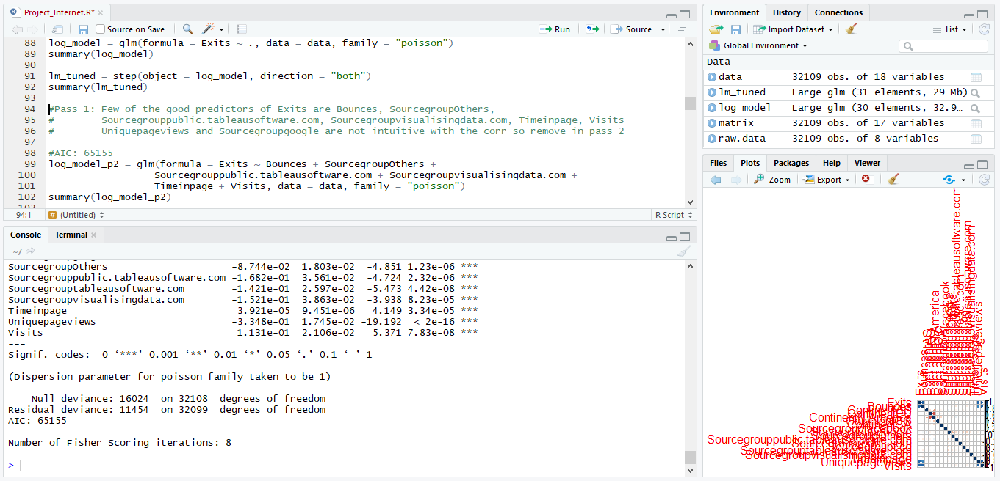 Project_Internet.R*
Source on Save
Run
Source
88 log_model = glm(formula = Exits ~ ., data = data, family = "poisson")
89 summary(log_model)
90
91 lm_tuned = step(object = log_model, direction = "both")
92 summary(lm_tuned)
93
94 #Pass 1: Few of the good predictors of Exits are Bounces, SourcegroupOthers,
95 #        Sourcegrouppublic.tableausoftware.com, Sourcegroupvisualisingdata.com, Timeinpage, Visits
96 #        Uniquepageviews and Sourcegroupgoogle are not intuitive with the corr so remove in pass 2
97
98 #AIC: 65155
99 log_model_p2 = glm(formula = Exits ~ Bounces + SourcegroupOthers +
100 Sourcegrouppublic.tableausoftware.com + Sourcegroupvisualisingdata.com +
101 Timeinpage + Visits, data = data, family = "poisson")
102 summary(log_model_p2)
103
94:1 # (Untitled) R Script
Console Terminal
~/
SourcegroupOthers -8.744e-02 1.803e-02 -4.851 1.23e-06 ***
Sourcegrouppublic.tableausoftware.com -1.682e-01 3.561e-02 -4.724 2.32e-06 ***
Sourcegrouptableausoftware.com -1.421e-01 2.597e-02 -5.473 4.42e-08 ***
Sourcegroupvisualisingdata.com -1.521e-01 3.863e-02 -3.938 8.23e-05 ***
Timeinpage 3.921e-05 9.451e-06 4.149 3.34e-05 ***
Uniquepageviews -3.348e-01 1.745e-02 -19.192 < 2e-16 ***
Visits 1.131e-01 2.106e-02 5.371 7.83e-08 ***
---
Signif. codes:  0 ‘***’ 0.001 ‘**’ 0.01 ‘*’ 0.05 ‘.’ 0.1 ‘ ’ 1
(Dispersion parameter for poisson family taken to be 1)
Null deviance: 16024  on 32108  degrees of freedom
Residual deviance: 11454  on 32099  degrees of freedom
AIC: 65155
Number of Fisher Scoring iterations: 8
>
Environment History Connections
Import Dataset List
Global Environment
Data
data 32109 obs. of 18 variables
lm_tuned Large glm (31 elements, 29 Mb)
log_model Large glm (30 elements, 32.9…
matrix 32109 obs. of 17 variables
raw.data 32109 obs. of 8 variables
Files Plots Packages Help Viewer
Zoom Export
Exits
Bounces
Sourcegroupfacebook
Sourcegrouppublic.tableausoftware.com
Sourcegrouptableausoftware.com
Sourcegroupvisualisingdata.com
Uniquepageviews
Visits